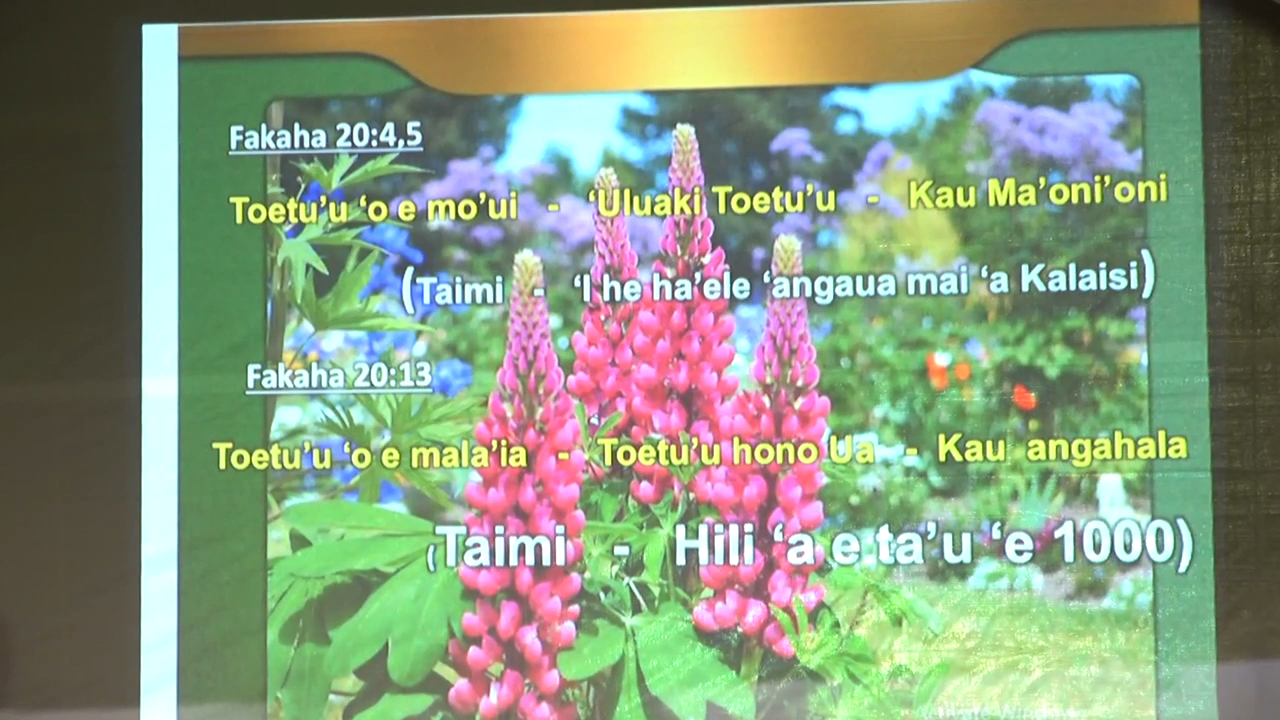 Fakaha 20:4,5
Toetu’u ‘o e mo’ui - ‘Uluaki Toetu’u - Kau Ma’oni’oni
(Taimi - ‘I he ha’ele ‘angaua mai ‘a Kalaisi)
Fakaha 20:13
Toetu’u ‘o e mala’ia - Toetu’u hono Ua - Kau angahala
(Taimi - Hili ‘a e ta’u ‘e 1000)